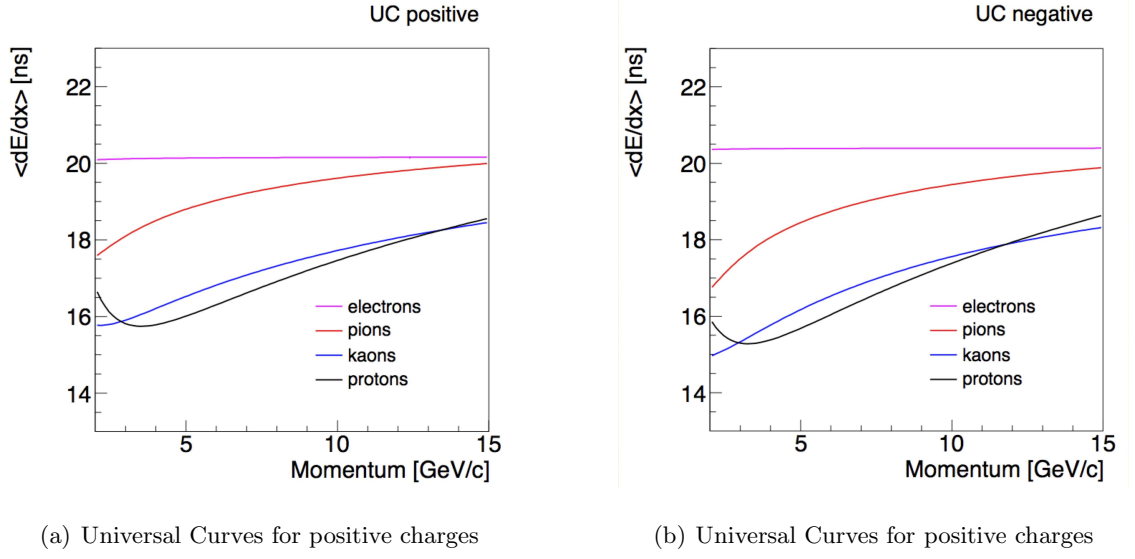 UC positive
<dE/dx> [ns]
22
20
18
16
14
electrons
pions
kaons
protons
5
10
15
Momentum [GeV/c]
(a) Universal Curves for positive charges
UC negative
<dE/dx> [ns]
22
20
18
16
14
electrons
pions
kaons
protons
5
10
15
Momentum [GeV/c]
(b) Universal Curves for positive charges